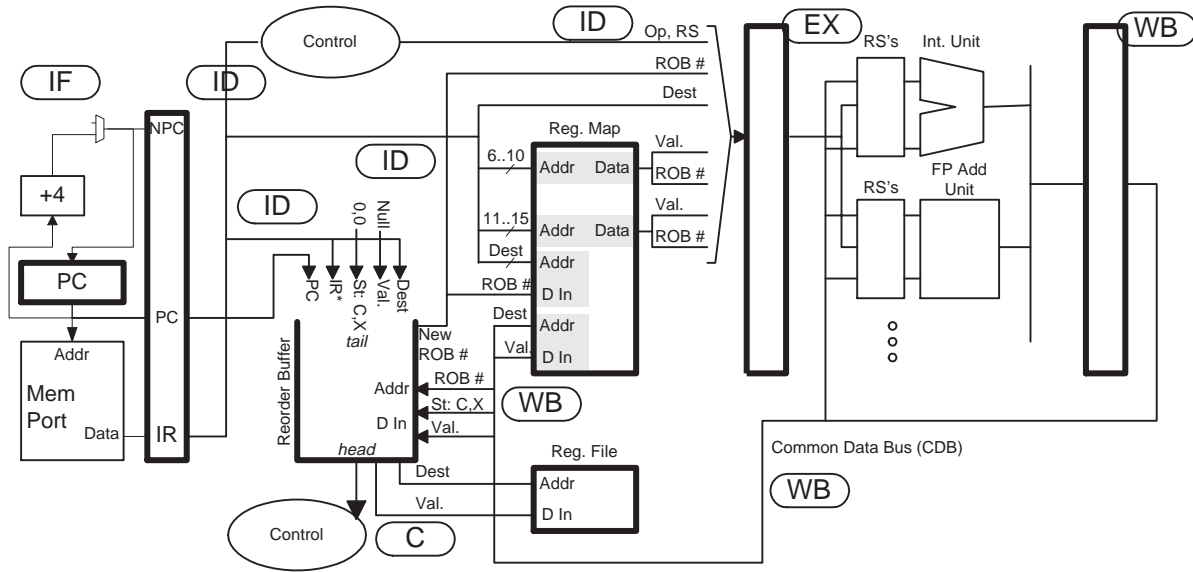 ID
EX
WB
Control
Op, RS
RS's
Int. Unit
IF
ID
ROB #
Dest
NPC
Reg. Map
Val.
6..10
Addr
Data
ROB #
ID
+4
ID
FP Add
Unit
RS's
Val.
11..15
Addr
Data
ROB #
Dest
Addr
PC
ROB #
D In
0,0
Null
PC
IR*
St: C,X
Val.
Dest
PC
tail
Dest
Addr
Addr
New
ROB #
Val.
D In
Mem
Port
Reorder Buffer
Addr
ROB #
WB
St: C,X
D In
Data
IR
Val.
head
Common Data Bus (CDB)
Reg. File
Dest
Addr
WB
Val.
D In
Control
C